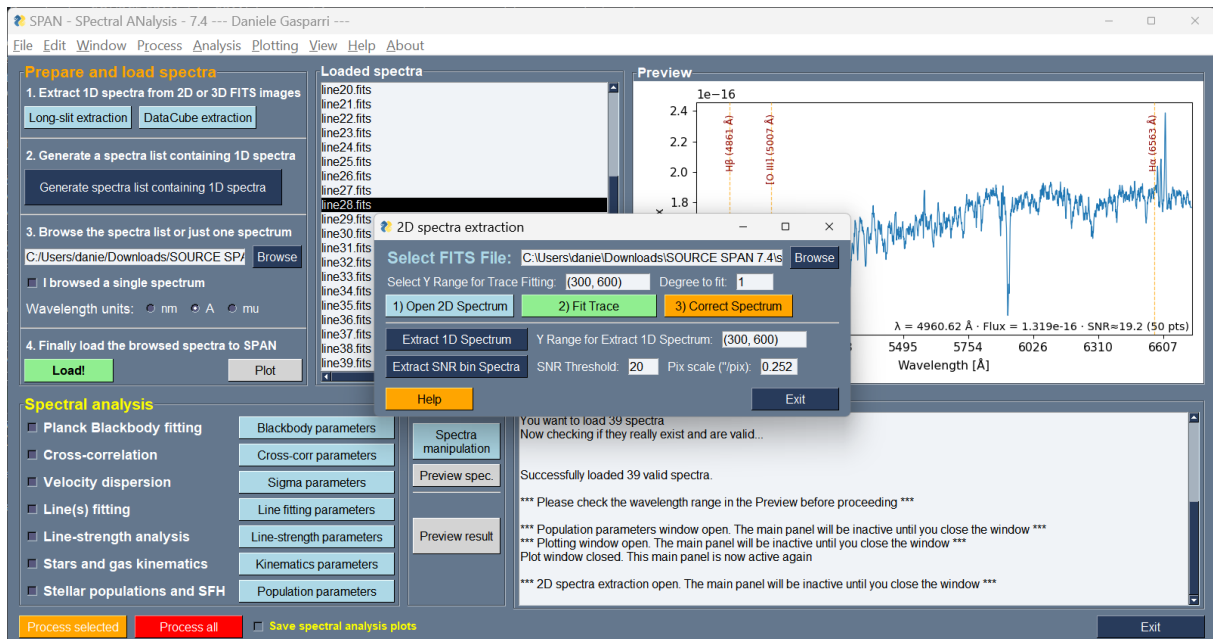 SPAN - SPectral ANalysis - 7.4 --- Daniele Gasparri ---
File Edit Window Process Analysis Plotting View Help About
Prepare and load spectra
1. Extract 1D spectra from 2D or 3D FITS images
Long-slit extraction DataCube extraction
2. Generate a spectra list containing 1D spectra
Generate spectra list containing 1D spectra
3. Browse the spectra list or just one spectrum
C:/Users/danie/Downloads/SOURCE SPA Browse
I browsed a single spectrum
Wavelength units: nm A mu
4. Finally load the browsed spectra to SPAN
Load! Plot
Loaded spectra
line20.fits
line21.fits
line22.fits
line23.fits
line24.fits
line25.fits
line26.fits
line27.fits
line28.fits
line29.fits
line30.fits
line31.fits
line32.fits
line33.fits
line34.fits
line35.fits
line36.fits
line37.fits
line38.fits
line39.fits
Preview
1e−16
2.4
2.2
2.0
1.8
Hβ (4861 Å)
[O III] (5007 Å)
Hα (6563 Å)
λ = 4960.62 Å · Flux = 1.319e-16 · SNR≈19.2 (50 pts)
5495 5754 6026 6310 6607
Wavelength [Å]
2D spectra extraction
Select FITS File: C:\Users\danie\Downloads\SOURCE SPAN 7.4\s Browse
Select Y Range for Trace Fitting: (300, 600) Degree to fit: 1
1) Open 2D Spectrum 2) Fit Trace 3) Correct Spectrum
Extract 1D Spectrum Y Range for Extract 1D Spectrum: (300, 600)
Extract SNR bin Spectra SNR Threshold: 20 Pix scale ("/pix): 0.252
Help Exit
Spectral analysis
Planck Blackbody fitting Blackbody parameters
Cross-correlation Cross-corr parameters
Velocity dispersion Sigma parameters
Line(s) fitting Line fitting parameters
Line-strength analysis Line-strength parameters
Stars and gas kinematics Kinematics parameters
Stellar populations and SFH Population parameters
Spectra
manipulation
Preview spec.
Preview result
You want to load 39 spectra
Now checking if they really exist and are valid...
Successfully loaded 39 valid spectra.
*** Please check the wavelength range in the Preview before proceeding ***
*** Population parameters window open. The main panel will be inactive until you close the window ***
*** Plotting window open. The main panel will be inactive until you close the window ***
Plot window closed. This main panel is now active again
*** 2D spectra extraction open. The main panel will be inactive until you close the window ***
Process selected Process all Save spectral analysis plots Exit